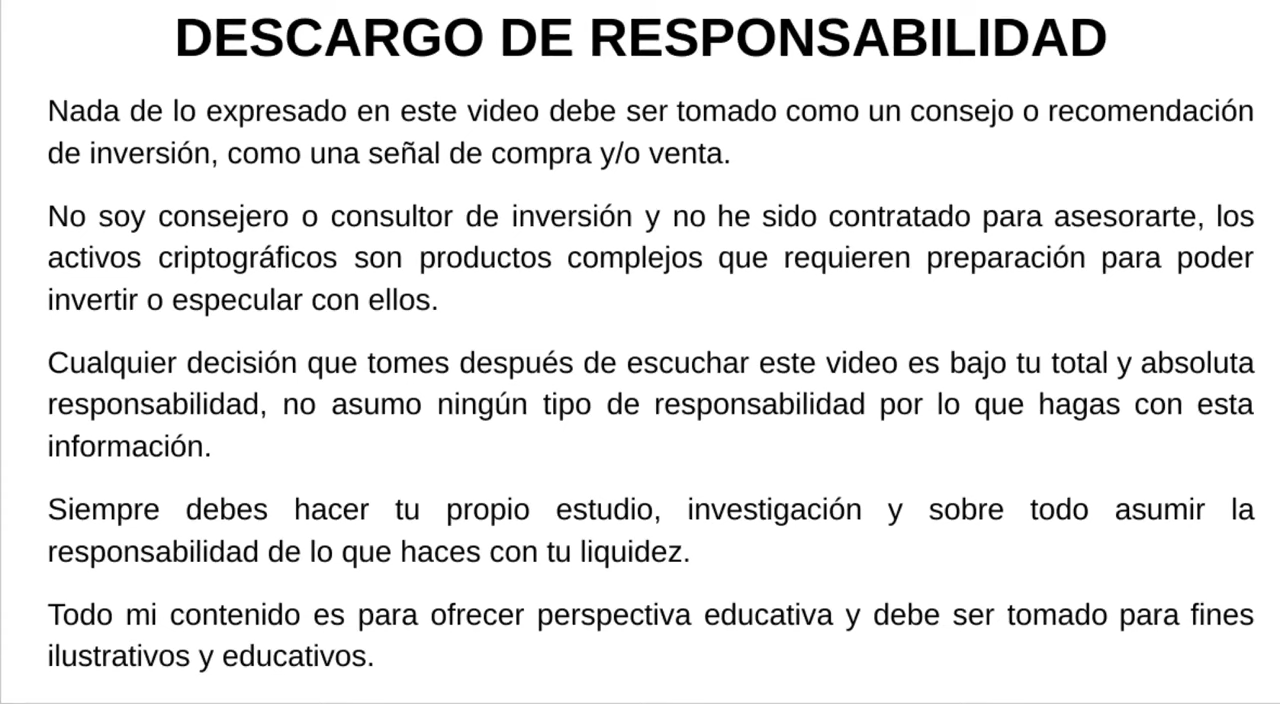 DESCARGO DE RESPONSABILIDAD
Nada de lo expresado en este video debe ser tomado como un consejo o recomendación
de inversión, como una señal de compra y/o venta.
No soy consejero o consultor de inversión y no he sido contratado para asesorarte, los
activos criptográficos son productos complejos que requieren preparación para poder
invertir o especular con ellos.
Cualquier decisión que tomes después de escuchar este video es bajo tu total y absoluta
responsabilidad, no asumo ningún tipo de responsabilidad por lo que hagas con esta
información.
Siempre debes hacer tu propio estudio, investigación y sobre todo asumir la
responsabilidad de lo que haces con tu liquidez.
Todo mi contenido es para ofrecer perspectiva educativa y debe ser tomado para fines
ilustrativos y educativos.